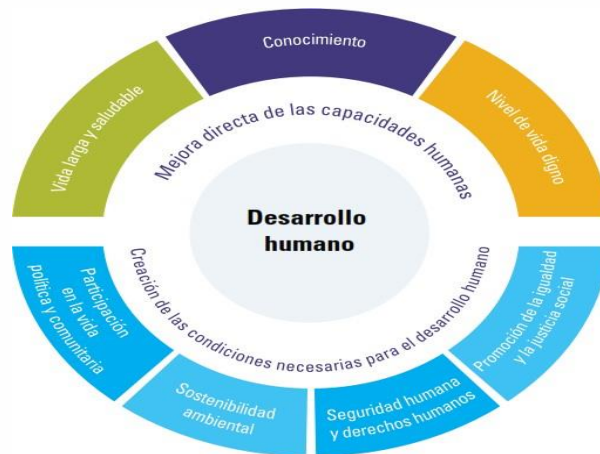 Conocimiento
Vida larga y saludable
Nivel de vida digno
Mejora directa de las capacidades humanas
Desarrollo
humano
Creación de las condiciones necesarias para el desarrollo humano
Participación
en la vida
política y comunitaria
Sostenibilidad
ambiental
Seguridad humana
y derechos humanos
Promoción de la igualdad
y la justicia social